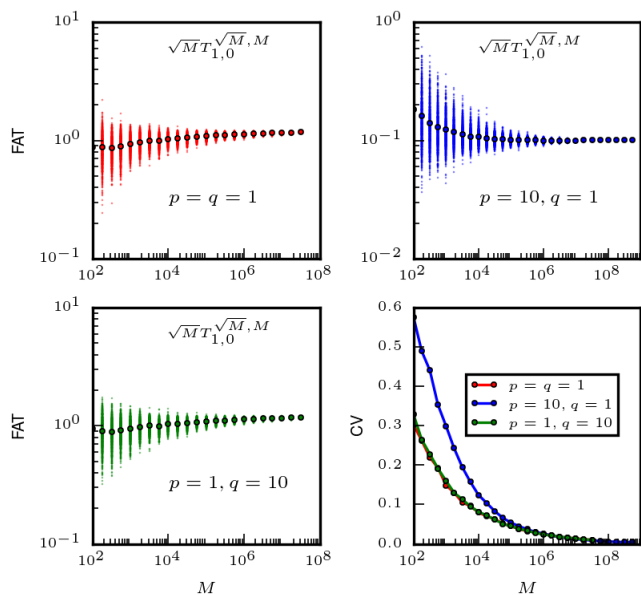 10^1 10^0
√M T_{1,0}^{√M, M} √M T_{1,0}^{√M, M}
FAT 10^0 10^{-1}
p = q = 1 p = 10, q = 1
10^{-1} 10^{-2}
10^2 10^4 10^6 10^8 10^2 10^4 10^6 10^8
10^1 0.6
√M T_{1,0}^{√M, M}
0.5
0.4
p = q = 1
FAT 10^0 CV 0.3 p = 10, q = 1
p = 1, q = 10
0.2
p = 1, q = 10
0.1
10^{-1} 0.0
10^2 10^4 10^6 10^8 10^2 10^4 10^6 10^8
M M